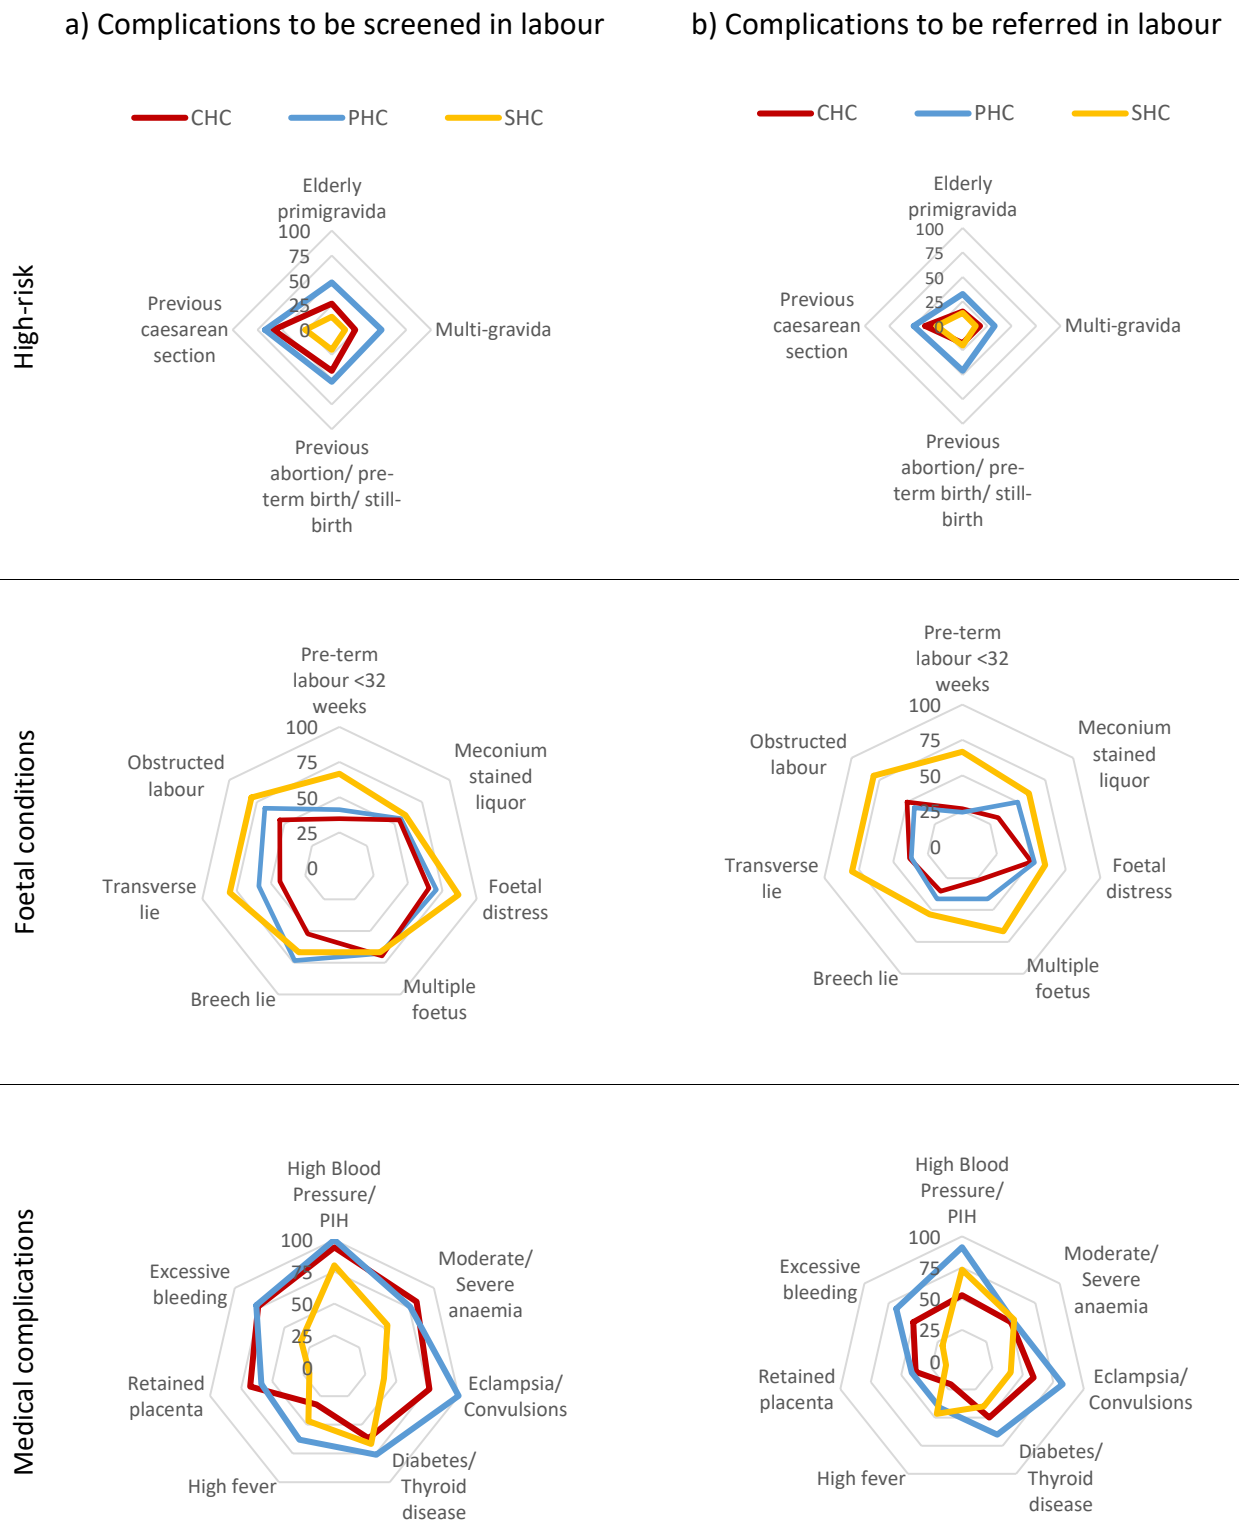 a) Complications to be screened in labour
b) Complications to be referred in labour
CHC PHC SHC
CHC PHC SHC
High-risk
Elderly
primigravida
100
75
50
25
0
Previous
caesarean
section
Multi-gravida
Previous
abortion/ pre-
term birth/ still-
birth
Elderly
primigravida
100
75
50
25
0
Previous
caesarean
section
Multi-gravida
Previous
abortion/ pre-
term birth/ still-
birth
Foetal conditions
Pre-term
labour <32
weeks
100
75
50
25
0
Obstructed
labour
Meconium
stained
liquor
Transverse
lie
Foetal
distress
Breech lie
Multiple
foetus
Pre-term
labour <32
weeks
100
75
50
25
0
Obstructed
labour
Meconium
stained
liquor
Transverse
lie
Foetal
distress
Breech lie
Multiple
foetus
Medical complications
High Blood
Pressure/
PIH
100
75
50
25
0
Excessive
bleeding
Moderate/
Severe
anaemia
Retained
placenta
Eclampsia/
Convulsions
High fever
Diabetes/
Thyroid
disease
High Blood
Pressure/
PIH
100
75
50
25
0
Excessive
bleeding
Moderate/
Severe
anaemia
Retained
placenta
Eclampsia/
Convulsions
High fever
Diabetes/
Thyroid
disease